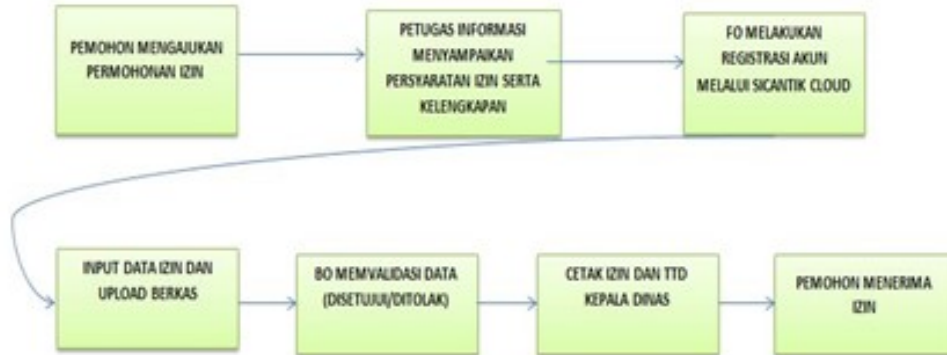 PEMOHON MENGAJUKAN
PERMOHONAN IZIN
PETUGAS INFORMASI
MENYAMPAIKAN
PERSYARATAN IZIN SERTA
KELENGKAPAN
FO MELAKUKAN
REGISTRASI AKUN
MELALUI SICANTIK CLOUD
INPUT DATA IZIN DAN
UPLOAD BERKAS
BO MEMVALIDASI DATA
(DISETUJUI/DITOLAK)
CETAK IZIN DAN TTD
KEPALA DINAS
PEMOHON MENERIMA
IZIN